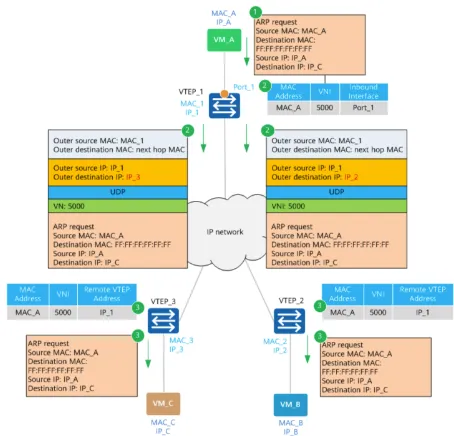 MAC_A
IP_A
VM_A
1
ARP request
Source MAC: MAC_A
Destination MAC:
FF:FF:FF:FF:FF:FF
Source IP: IP_A
Destination IP: IP_C
VTEP_1
Port_1
MAC_1
IP_1
2
MAC Address VNI Inbound Interface
MAC_A 5000 Port_1
2
Outer source MAC: MAC_1
Outer destination MAC: next hop MAC
Outer source IP: IP_1
Outer destination IP: IP_3
UDP
VN: 5000
ARP request
Source MAC: MAC_A
Destination MAC: FF:FF:FF:FF:FF:FF
Source IP: IP_A
Destination IP: IP_C
2
Outer source MAC: MAC_1
Outer destination MAC: next hop MAC
Outer source IP: IP_1
Outer destination IP: IP_2
UDP
VNI: 5000
ARP request
Source MAC: MAC_A
Destination MAC: FF:FF:FF:FF:FF:FF
Source IP: IP_A
Destination IP: IP_C
IP network
MAC Address VNI Remote VTEP Address
MAC_A 5000 IP_1
3
VTEP_3
MAC_3
IP_3
3
ARP request
Source MAC: MAC_A
Destination MAC:
FF:FF:FF:FF:FF:FF
Source IP: IP_A
Destination IP: IP_C
VM_C
MAC_C
IP_C
VTEP_2
MAC_2
IP_2
3
MAC Address VNI Remote VTEP Address
MAC_A 5000 IP_1
3
ARP request
Source MAC: MAC_A
Destination MAC:
FF:FF:FF:FF:FF:FF
Source IP: IP_A
Destination IP: IP_C
VM_B
MAC_B
IP_B